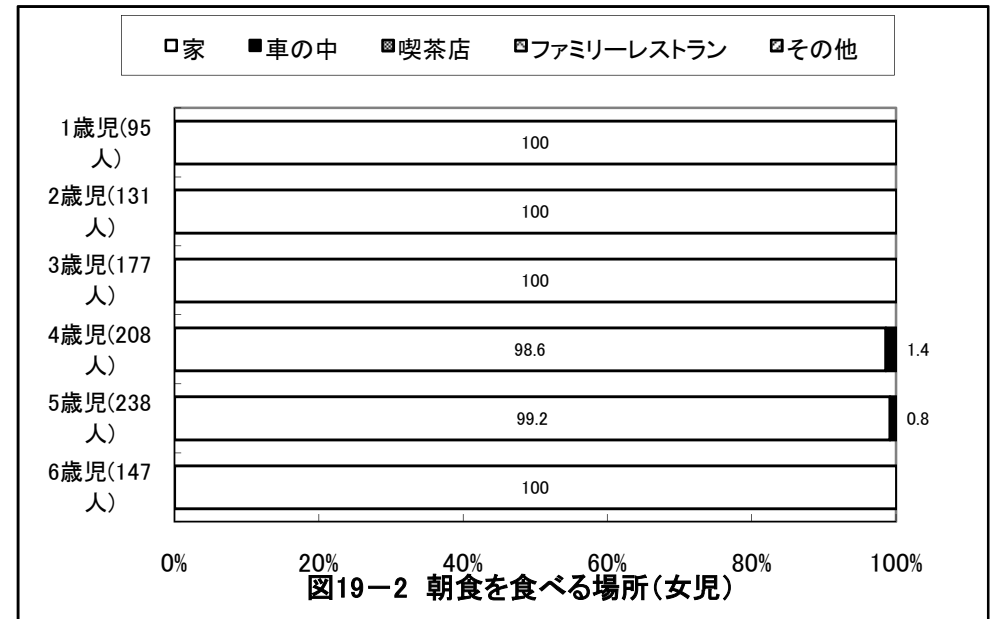 家 車の中 喫茶店 ファミリーレストラン その他
1歳児(95
人)
100
2歳児(131
人)
100
3歳児(177
人)
100
4歳児(208
人)
98.6 1.4
5歳児(238
人)
99.2 0.8
6歳児(147
人)
100
0% 20% 40% 60% 80% 100%
図19－2 朝食を食べる場所(女児)